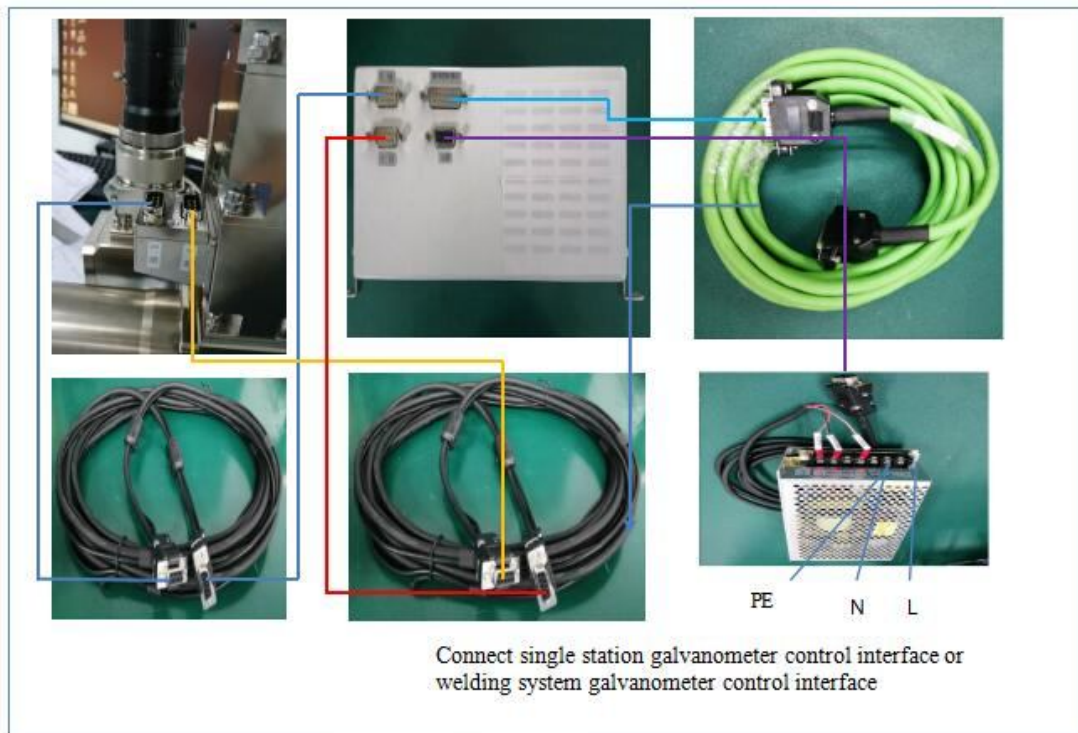 PE
N
L
Connect single station galvanometer control interface or
welding system galvanometer control interface